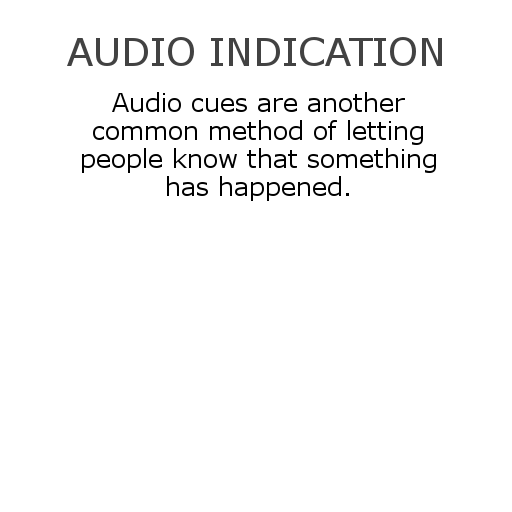 AUDIO INDICATION
Audio cues are another
common method of letting
people know that something
has happened.